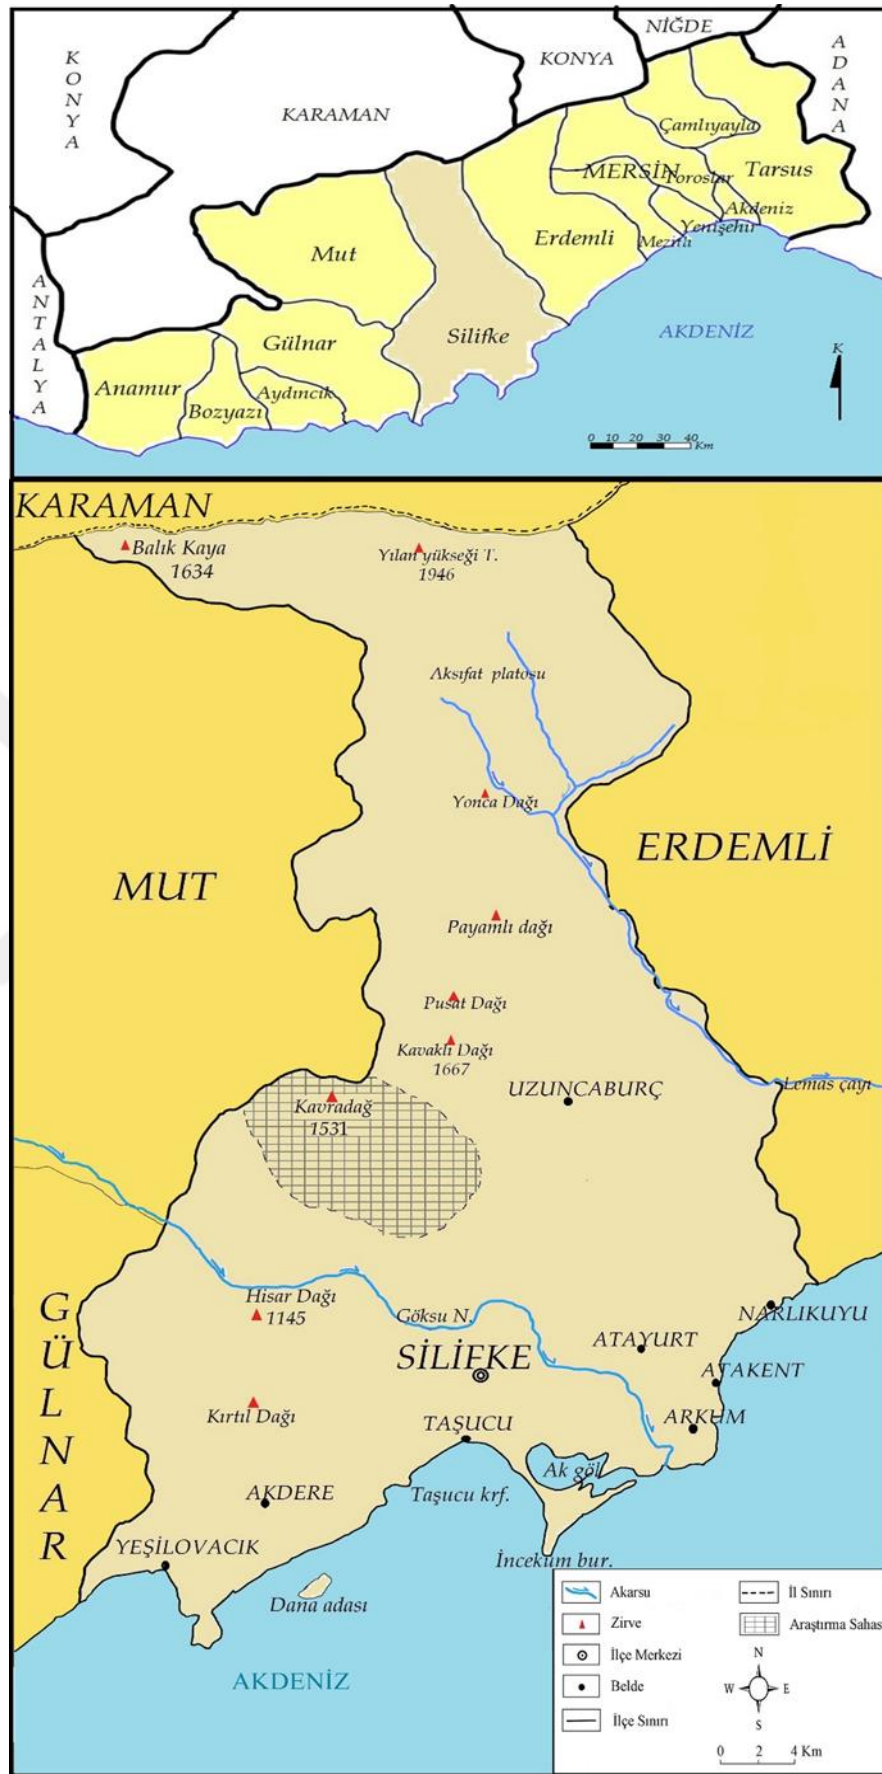 NİĞDE
KONYA
KONYA
ADANA
KARAMAN
Çamlıyayla
MERSİN
Toroslar
Tarsus
Akdeniz
Yenişehir
Mezitli
Erdemli
Mut
Silifke
Gülnar
ANTALYA
Anamur
Bozyazı
Aydıncık
AKDENİZ
K
0 10 20 30 40
Km
KARAMAN
Balık Kaya
1634
Yılan yükseği T.
1946
Aksıfat platosu
Yonca Dağı
ERDEMLİ
MUT
Payamlı dağı
Pusat Dağı
Kavaklı Dağı
1667
UZUNCABURÇ
Lemas çayı
Kavradağ
1531
GÜLNAR
Hisar Dağı
1145
Göksu N.
NARLIKUYU
ATAYURT
SİLİFKE
ATAKENT
Kırtıl Dağı
TAŞUCU
ARKUM
Ak göl
AKDERE
Taşucu krf.
YEŞİLOVACIK
İncekum bur.
Dana adası
AKDENİZ
Akarsu
Zirve
İlçe Merkezi
Belde
İlçe Sınırı
İl Sınırı
Araştırma Sahas
N
W E
S
0 2 4 Km